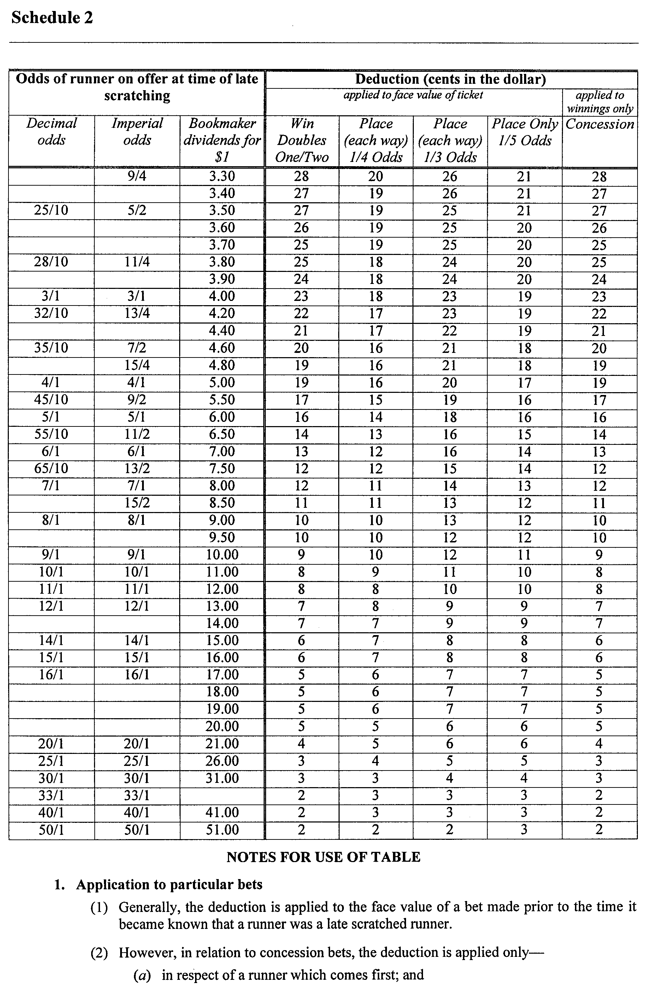 Schedule 2
Odds of runner on offer at time of late scratching
Deduction (cents in the dollar)
applied to face value of ticket
applied to winnings only
Decimal odds Imperial odds Bookmaker dividends for $1 Win Doubles One/Two Place (each way) 1/4 Odds Place (each way) 1/3 Odds Place Only 1/5 Odds Concession
9/4 3.30 28 20 26 21 28
3.40 27 19 26 21 27
25/10 5/2 3.50 27 19 25 21 27
3.60 26 19 25 20 26
3.70 25 19 25 20 25
28/10 11/4 3.80 25 18 24 20 25
3.90 24 18 24 20 24
3/1 3/1 4.00 23 18 23 19 23
32/10 13/4 4.20 22 17 23 19 22
4.40 21 17 22 19 21
35/10 7/2 4.60 20 16 21 18 20
15/4 4.80 19 16 21 18 19
4/1 4/1 5.00 19 16 20 17 19
45/10 9/2 5.50 17 15 19 16 17
5/1 5/1 6.00 16 14 18 16 16
55/10 11/2 6.50 14 13 16 15 14
6/1 6/1 7.00 13 12 16 14 13
65/10 13/2 7.50 12 12 15 14 12
7/1 7/1 8.00 12 11 14 13 12
15/2 8.50 11 11 13 12 11
8/1 8/1 9.00 10 10 13 12 10
9.50 10 10 12 12 10
9/1 9/1 10.00 9 10 12 11 9
10/1 10/1 11.00 8 9 11 10 8
11/1 11/1 12.00 8 8 10 10 8
12/1 12/1 13.00 7 8 9 9 7
14.00 7 7 9 9 7
14/1 14/1 15.00 6 7 8 8 6
15/1 15/1 16.00 6 7 8 8 6
16/1 16/1 17.00 5 6 7 7 5
18.00 5 6 7 7 5
19.00 5 6 7 7 5
20.00 5 5 6 6 5
20/1 20/1 21.00 4 5 6 6 4
25/1 25/1 26.00 3 4 5 5 3
30/1 30/1 31.00 3 3 4 4 3
33/1 33/1 2 3 3 3 2
40/1 40/1 41.00 2 3 3 3 2
50/1 50/1 51.00 2 2 2 3 2
NOTES FOR USE OF TABLE
1. Application to particular bets
(1) Generally, the deduction is applied to the face value of a bet made prior to the time it
became known that a runner was a late scratched runner.
(2) However, in relation to concession bets, the deduction is applied only—
(a) in respect of a runner which comes first; and